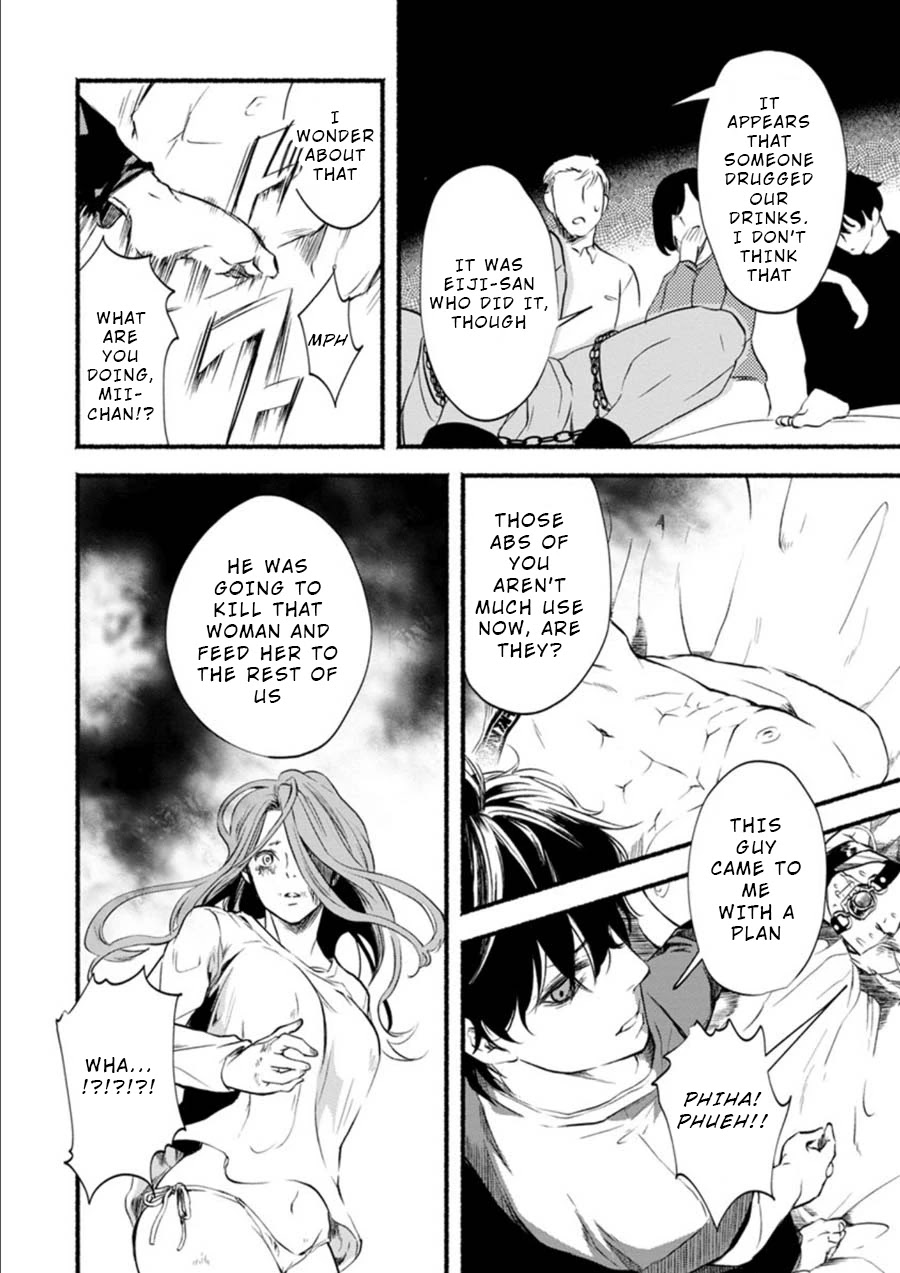 IT
APPEARS
THAT
SOMEONE
DRUGGED
OUR
DRINKS.
I DON'T
THINK
THAT
IT WAS
EIJI-SAN
WHO DID IT,
THOUGH
I
WONDER
ABOUT
THAT
MPH
WHAT
ARE
YOU
DOING,
MII-
CHAN!?
THOSE
ABS OF
YOU
AREN'T
MUCH USE
NOW, ARE
THEY?
THIS
GUY
CAME TO
ME
WITH A
PLAN
PHIHA!
PHUEH!!
HE WAS
GOING TO
KILL THAT
WOMAN AND
FEED HER TO
THE REST OF
US
WHA...
!?!?!?!